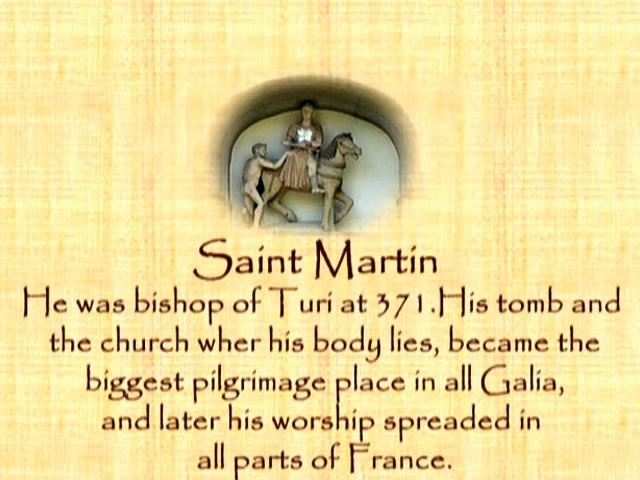 Saint Martin
He was bishop of Turi at 371.His tomb and
the church wher his body lies, became the
biggest pilgrimage place in all Galia,
and later his worship spreaded in
all parts of France.